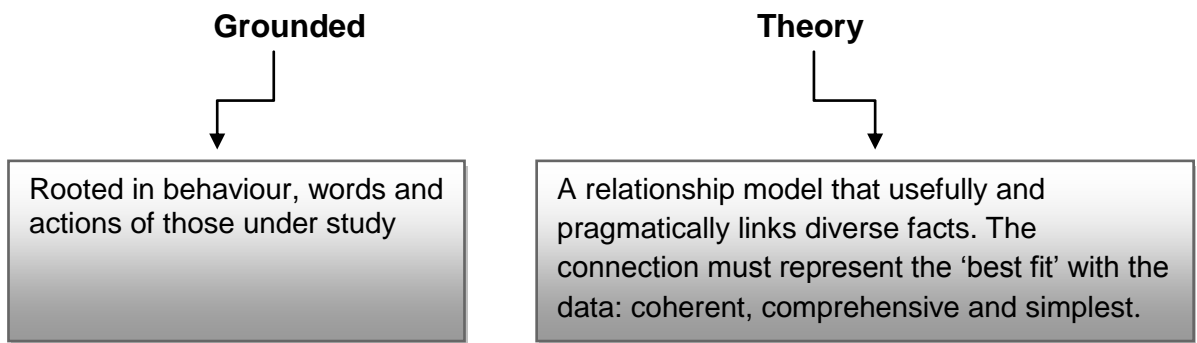 Grounded
Theory
Rooted in behaviour, words and
actions of those under study
A relationship model that usefully and
pragmatically links diverse facts. The
connection must represent the ‘best fit’ with the
data: coherent, comprehensive and simplest.